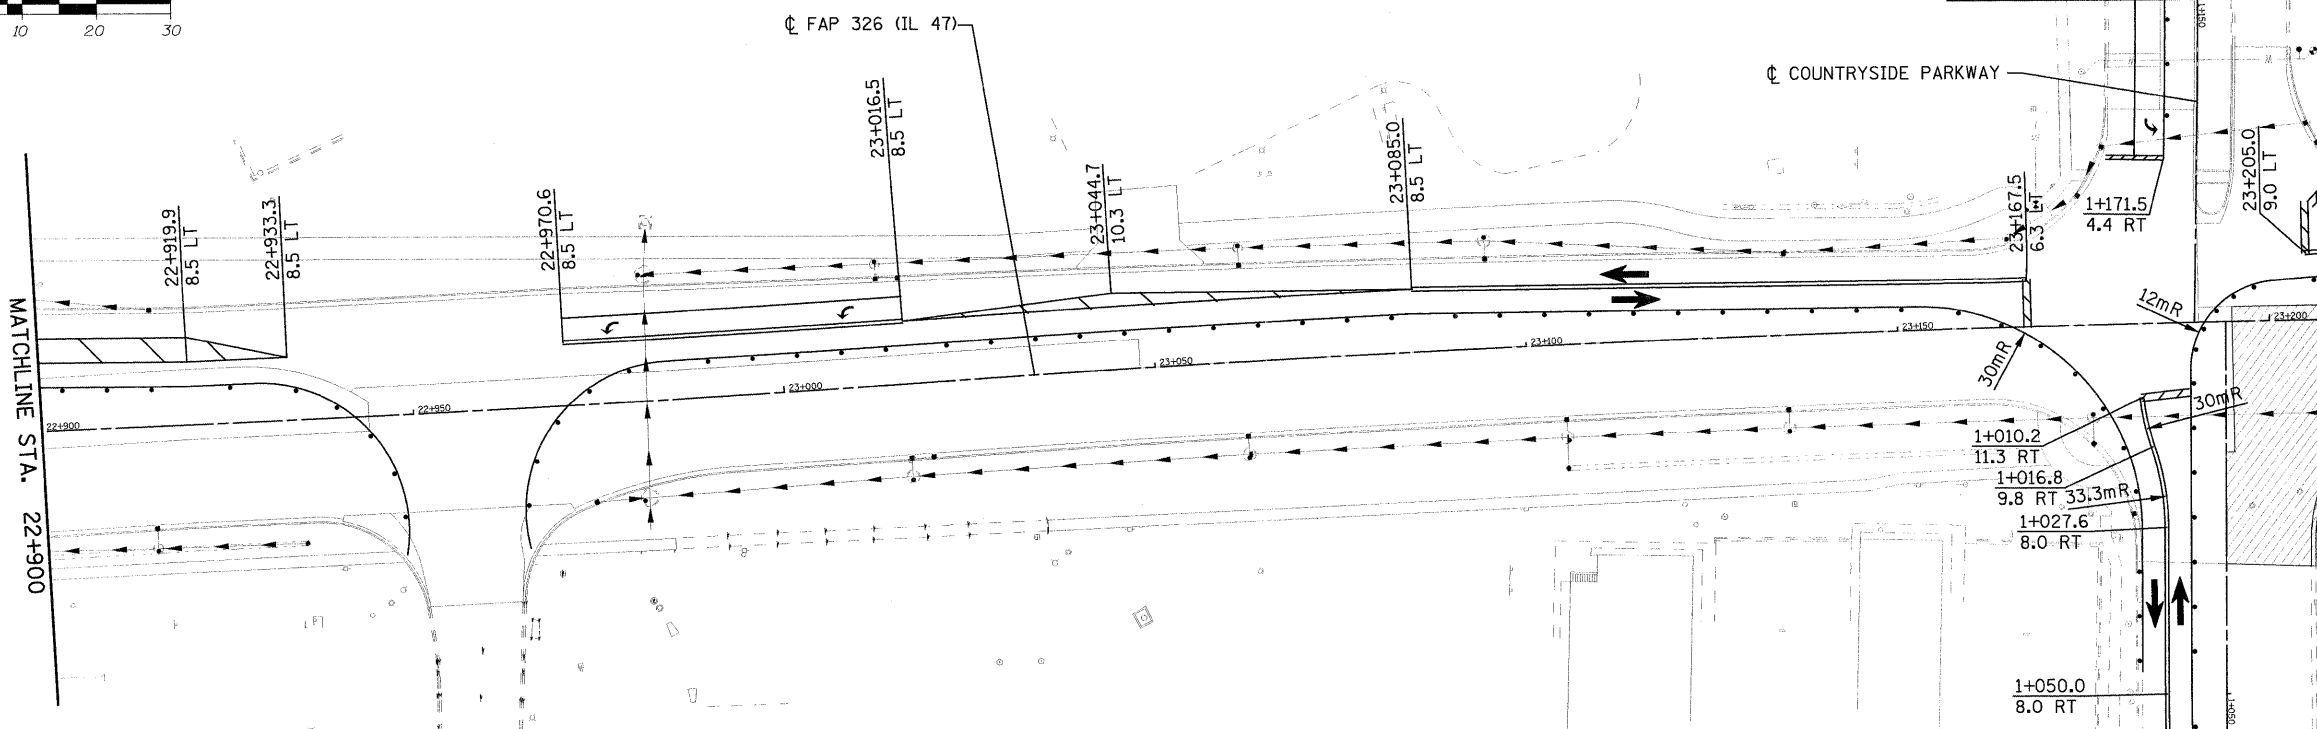 10 20 30
℄ FAP 326 (IL 47)
℄ COUNTRYSIDE PARKWAY
1+150
MATCHLINE STA. 22+900
22+919.9
8.5 LT
22+933.3
8.5 LT
22+970.6
8.5 LT
23+016.5
8.5 LT
23+044.7
10.3 LT
23+085.0
8.5 LT
23+167.5
6.3 LT
1+171.5
4.4 RT
23+205.0
9.0 LT
22+900
22+950
23+000
23+050
23+100
23+150
23+200
12mR
30mR
30mR
1+010.2
11.3 RT
1+016.8
9.8 RT
33.3mR
1+027.6
8.0 RT
1+050.0
8.0 RT
1+050